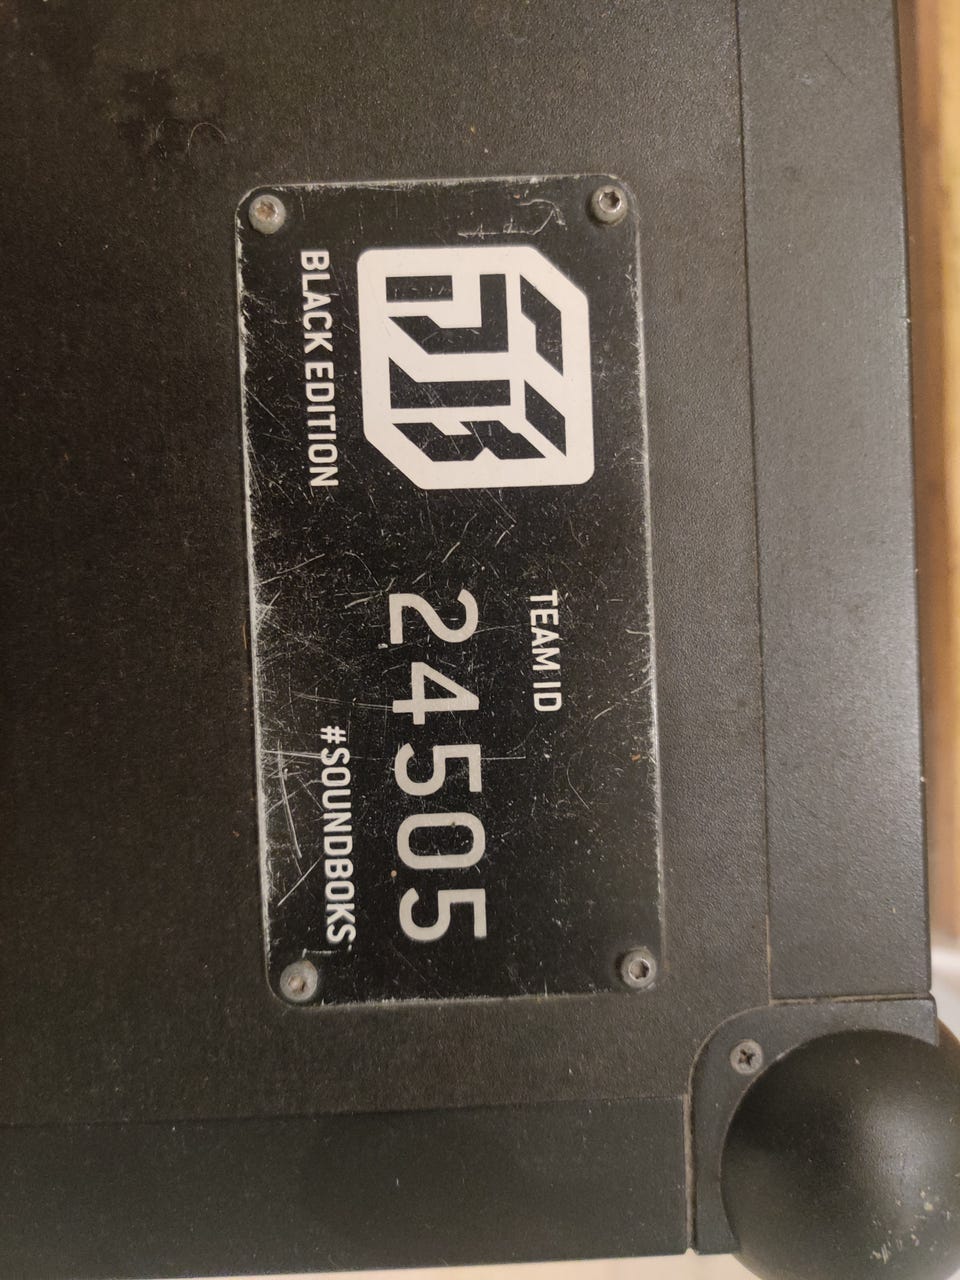 TEAM ID
24505
BLACK EDITION
#SOUNDBOKS